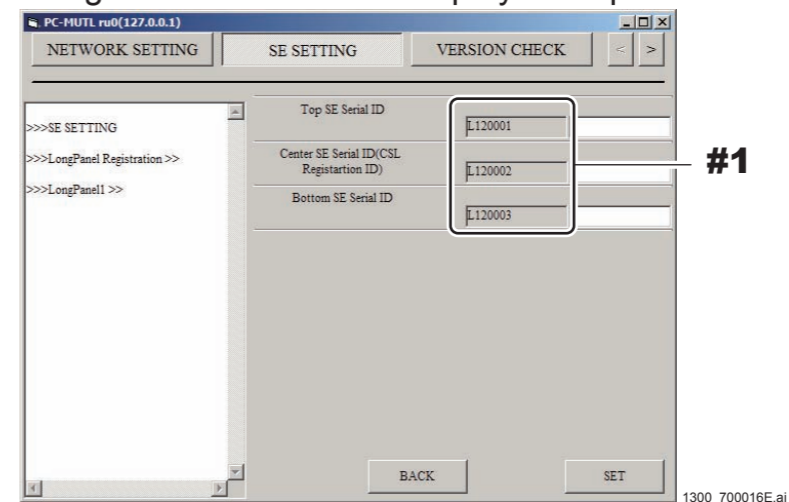 PC-MUTL ru0(127.0.0.1)
NETWORK SETTING
SE SETTING
VERSION CHECK
<
>
>>>SE SETTING
>>>LongPanel Registration >>
>>>LongPanel1 >>
Top SE Serial ID
L120001
Center SE Serial ID(CSL
Registartion ID)
L120002
Bottom SE Serial ID
L120003
#1
BACK
SET
1300_700016E.ai